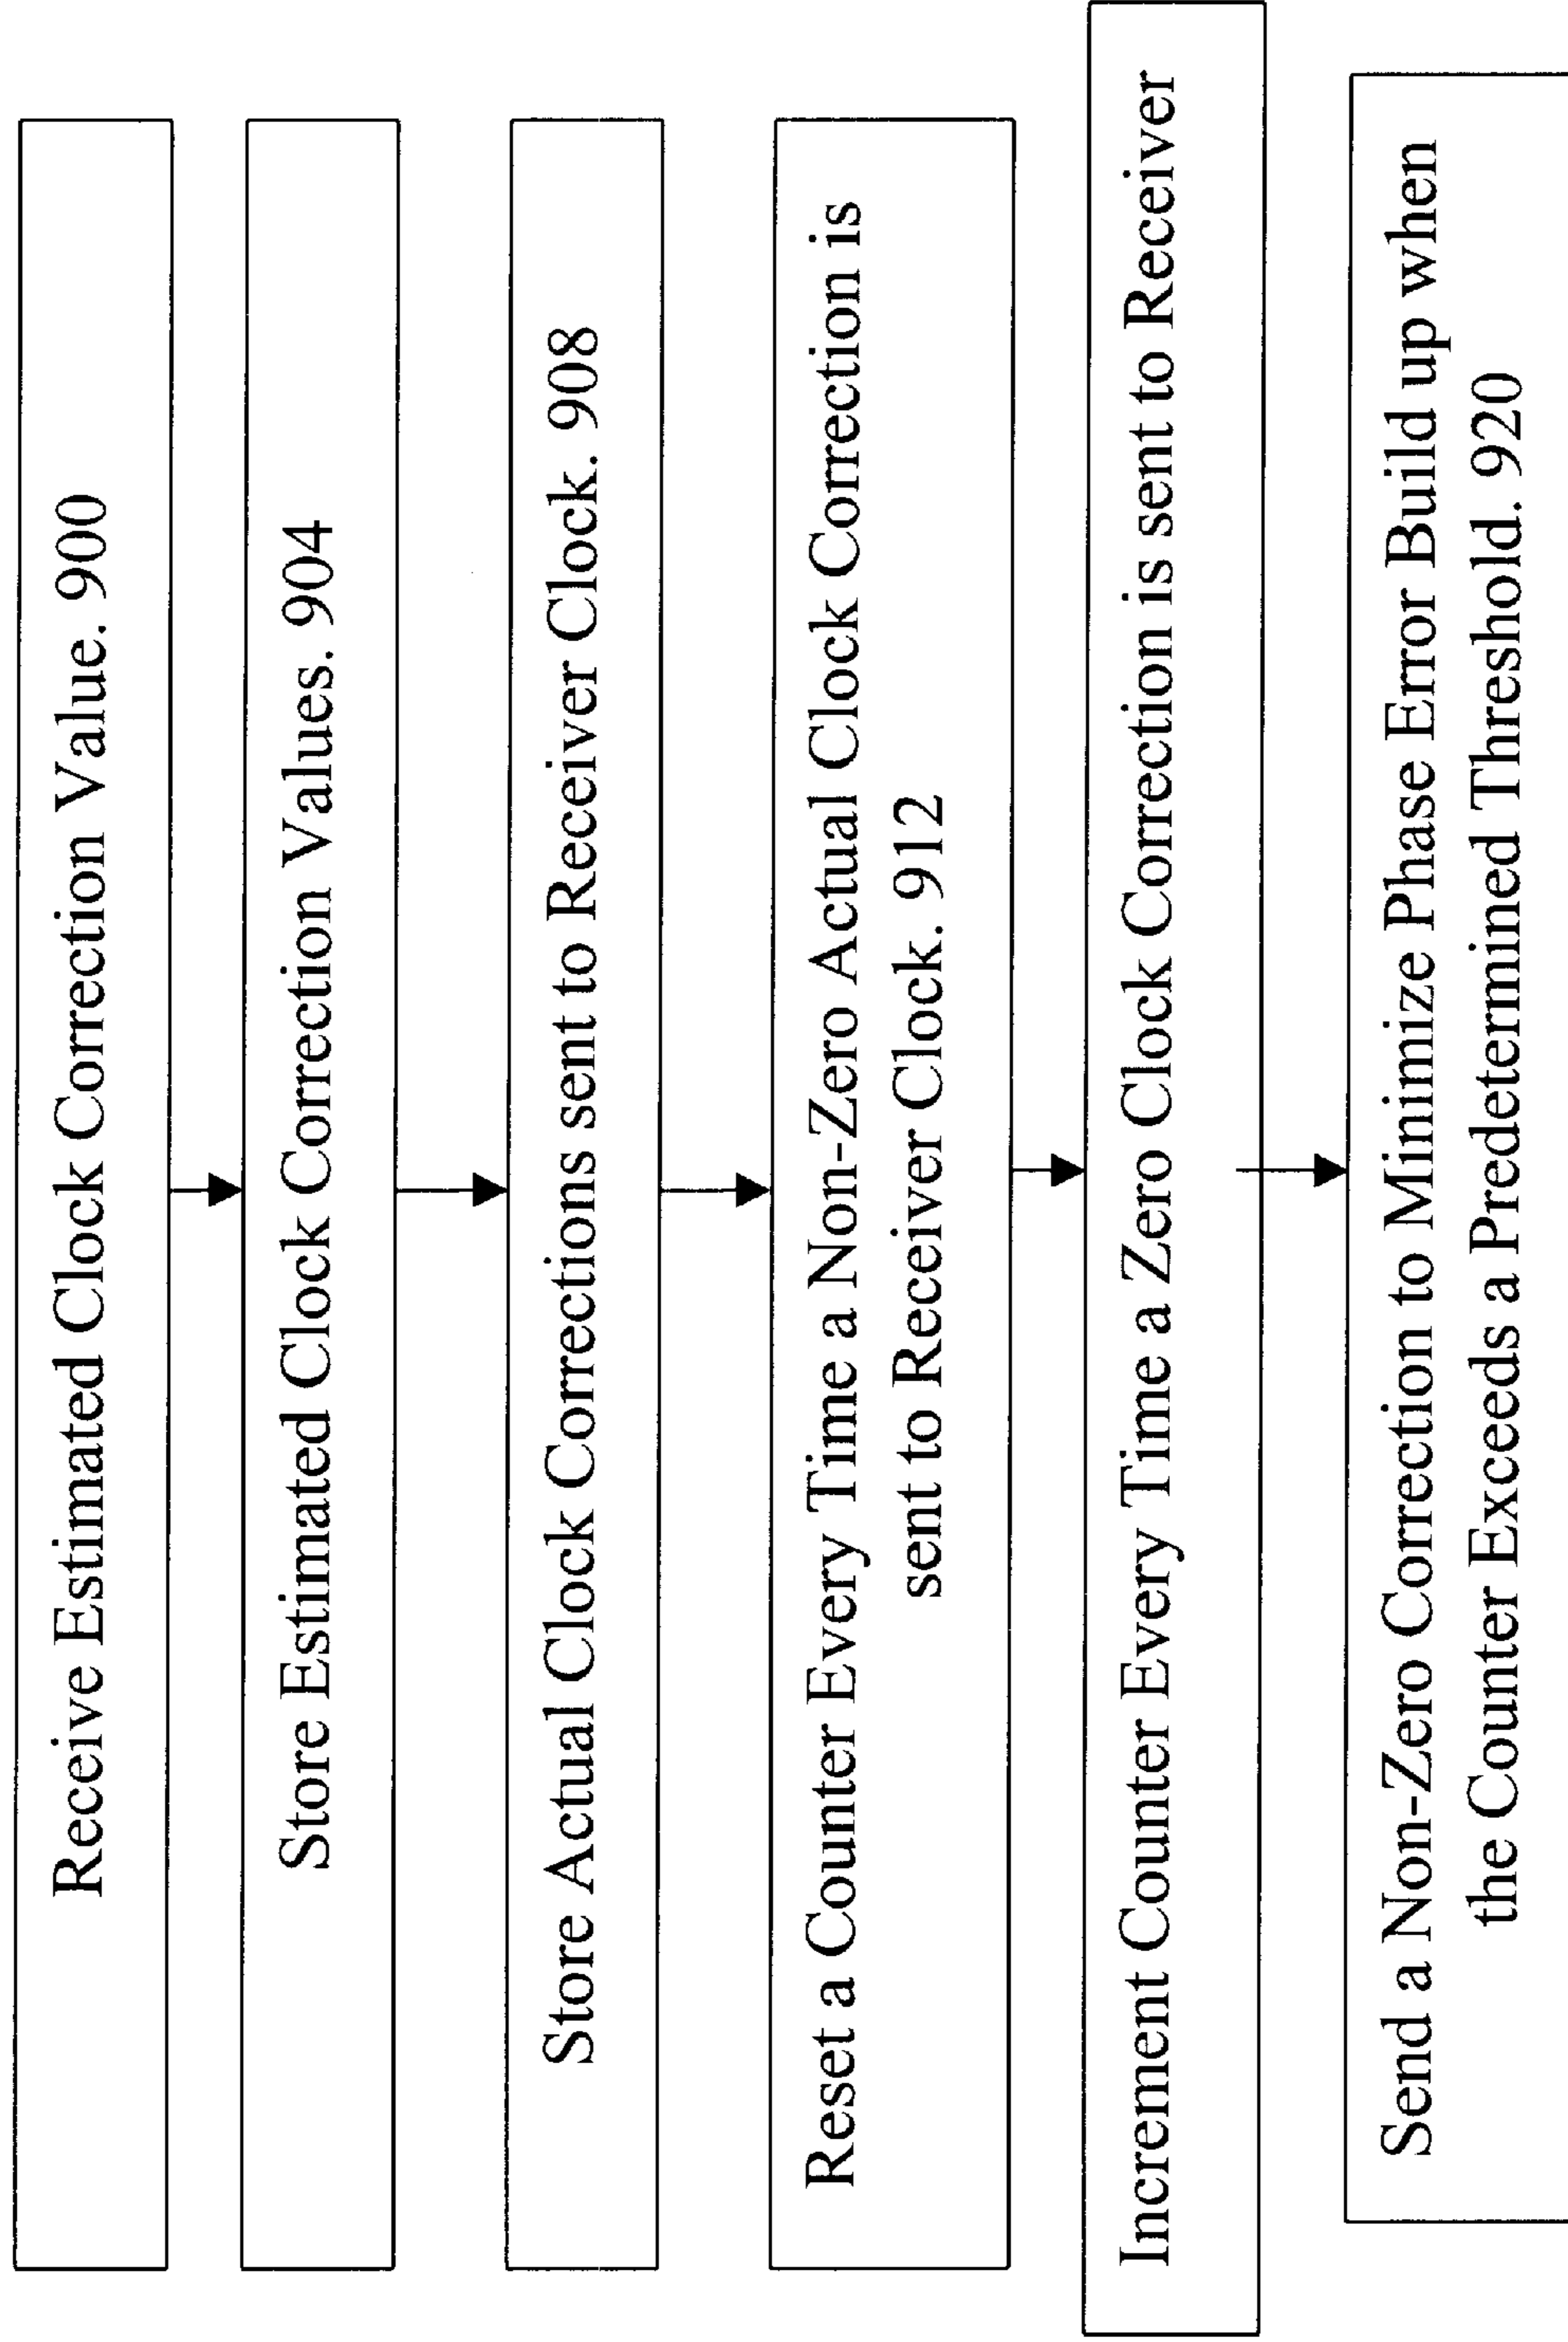 Receive Estimated Clock Correction Value. 900
Store Estimated Clock Correction Values. 904
Store Actual Clock Corrections sent to Receiver Clock. 908
Reset a Counter Every Time a Non-Zero Actual Clock Correction is
sent to Receiver Clock. 912
Increment Counter Every Time a Zero Clock Correction is sent to Receiver
Send a Non-Zero Correction to Minimize Phase Error Build up when
the Counter Exceeds a Predetermined Threshold. 920